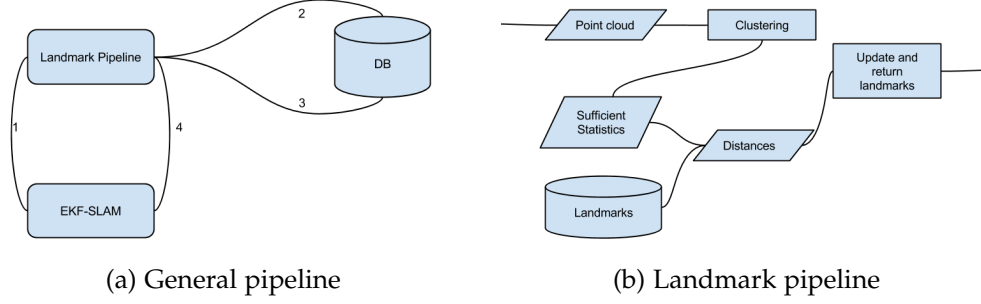 2
Landmark Pipeline
DB
3
1
4
EKF-SLAM
(a) General pipeline
Point cloud
Clustering
Update and
return
landmarks
Sufficient
Statistics
Distances
Landmarks
(b) Landmark pipeline